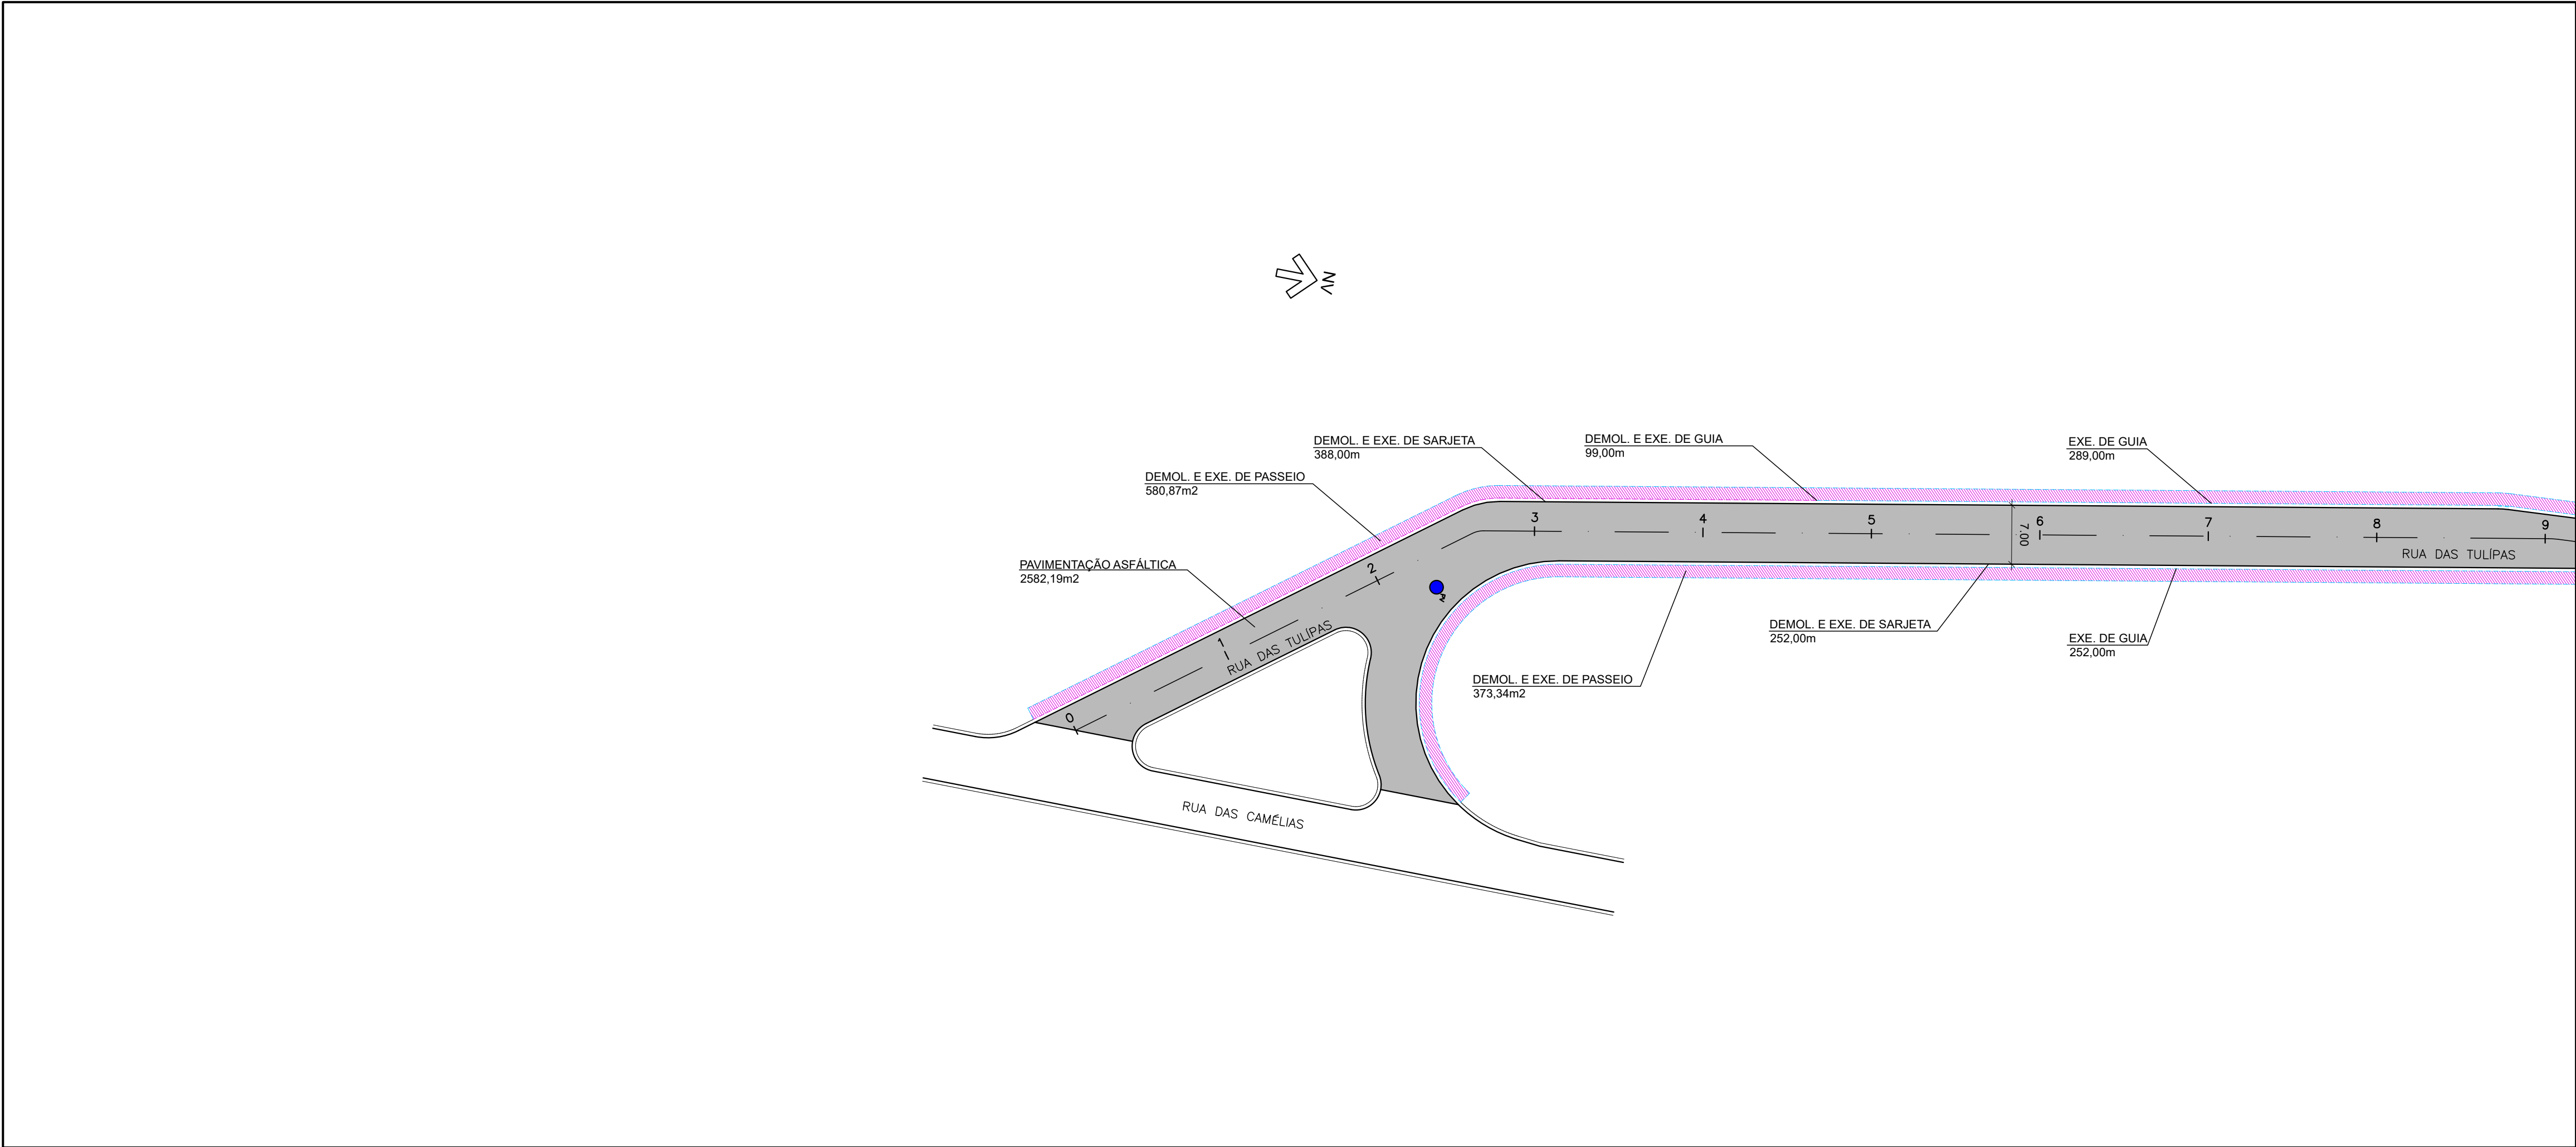 NV
DEMOL. E EXE. DE SARJETA
388,00m
DEMOL. E EXE. DE GUIA
99,00m
EXE. DE GUIA
289,00m
DEMOL. E EXE. DE PASSEIO
580,87m2
PAVIMENTAÇÃO ASFÁLTICA
2582,19m2
0
1
2
3
4
5
6
7
8
9
7.00
RUA DAS TULÍPAS
RUA DAS TULÍPAS
DEMOL. E EXE. DE SARJETA
252,00m
EXE. DE GUIA
252,00m
DEMOL. E EXE. DE PASSEIO
373,34m2
RUA DAS CAMÉLIAS